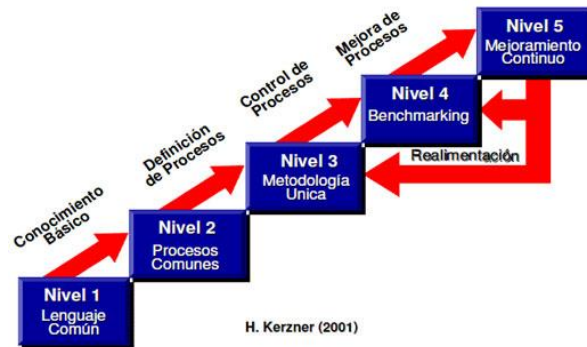 Nivel 5
Mejoramiento
Continuo
Mejora de
Procesos
Nivel 4
Benchmarking
Control de
Procesos
Realimentación
Nivel 3
Metodología
Unica
Definición
de Procesos
Nivel 2
Procesos
Comunes
Conocimiento
Básico
Nivel 1
Lenguaje
Común
H. Kerzner (2001)